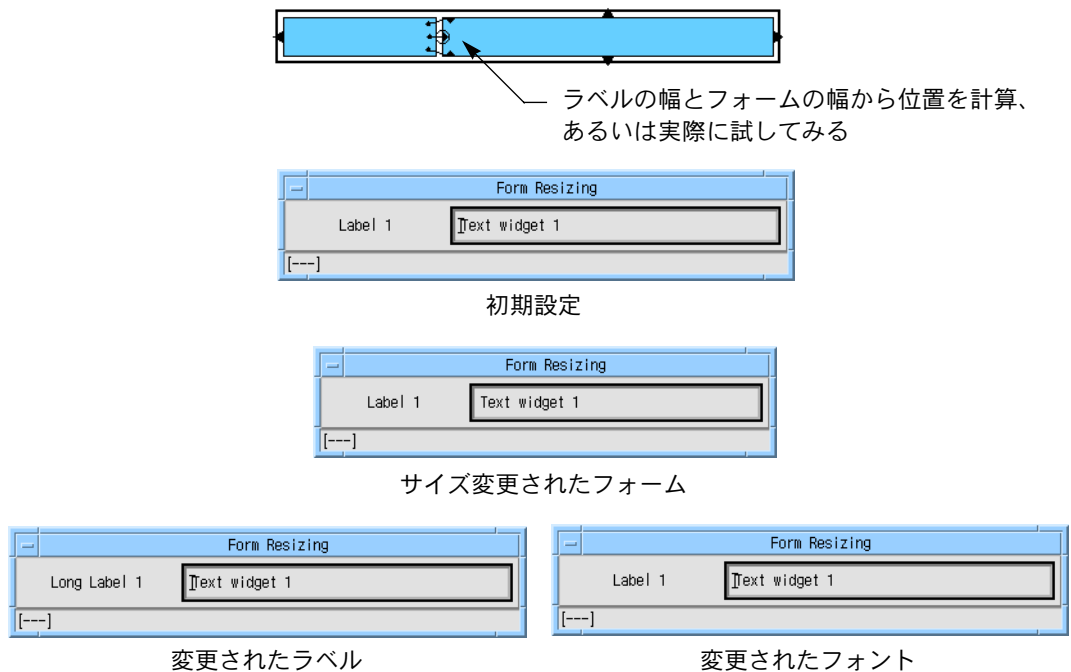 ラベルの幅とフォームの幅から位置を計算、
あるいは実際に試してみる
Form Resizing
Label 1
Text widget 1
[---]
初期設定
Form Resizing
Label 1
Text widget 1
[---]
サイズ変更されたフォーム
Form Resizing
Long Label 1
Text widget 1
[---]
変更されたラベル
Form Resizing
Label 1
Text widget 1
[---]
変更されたフォント